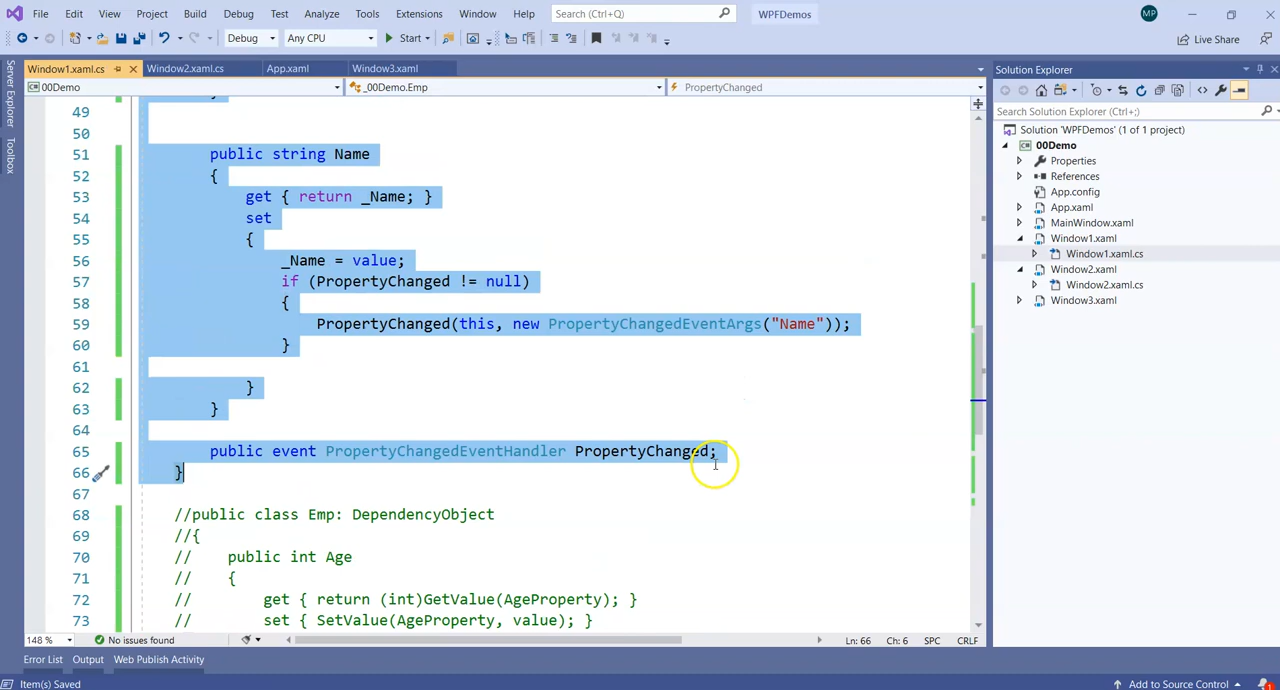 File Edit View Project Build Debug Test Analyze Tools Extensions Window Help Search (Ctrl+Q) WPFDemos MP
Debug Any CPU Start Live Share
Server Explorer
Toolbox
Window1.xaml.cs Window2.xaml.cs App.xaml Window3.xaml
00Demo _00Demo.Emp PropertyChanged
49
50
51 public string Name
52 {
53 get { return _Name; }
54 set
55 {
56 _Name = value;
57 if (PropertyChanged != null)
58 {
59 PropertyChanged(this, new PropertyChangedEventArgs("Name"));
60 }
61
62 }
63 }
64
65 public event PropertyChangedEventHandler PropertyChanged;
66 }
67
68 //public class Emp: DependencyObject
69 //{
70 // public int Age
71 // {
72 // get { return (int)GetValue(AgeProperty); }
73 // set { SetValue(AgeProperty, value); }
148 % No issues found Ln: 66 Ch: 6 SPC CRLF
Error List Output Web Publish Activity
Item(s) Saved Add to Source Control 1
Solution Explorer
Search Solution Explorer (Ctrl+;)
Solution 'WPFDemos' (1 of 1 project)
00Demo
Properties
References
App.config
App.xaml
MainWindow.xaml
Window1.xaml
Window1.xaml.cs
Window2.xaml
Window2.xaml.cs
Window3.xaml